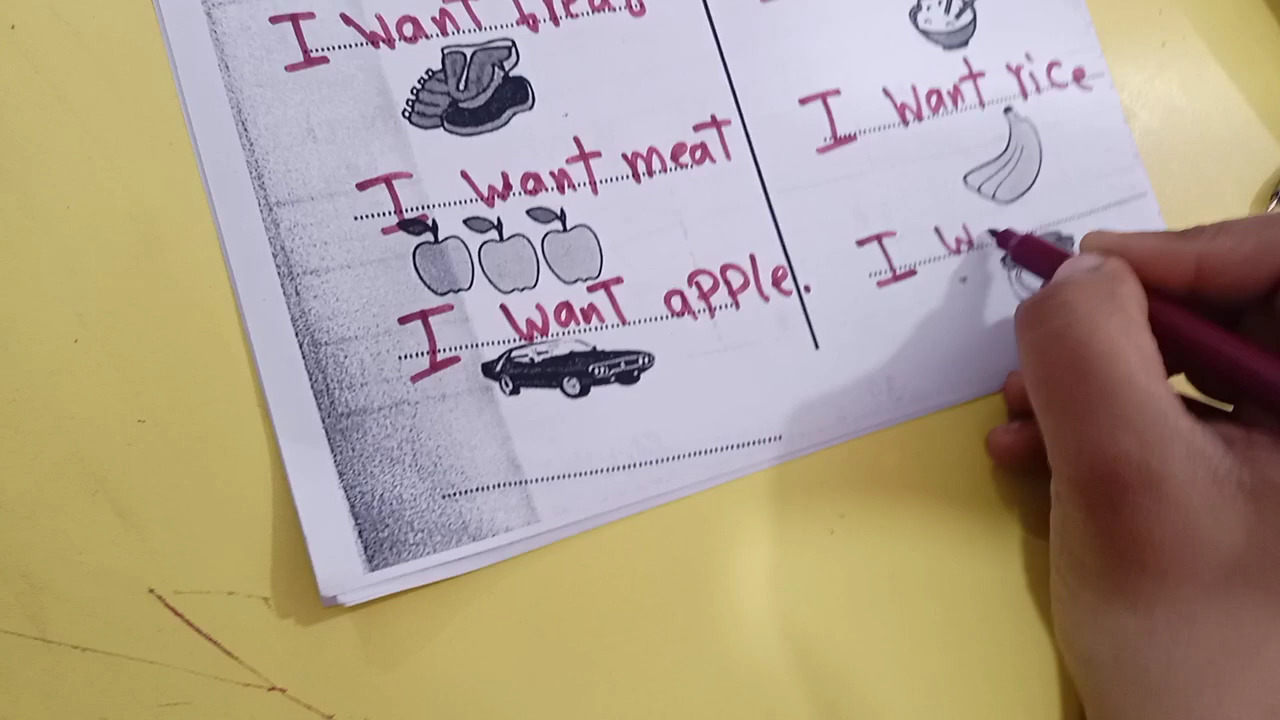 I want bread
I want meat
I want apple.
I want rice
I w